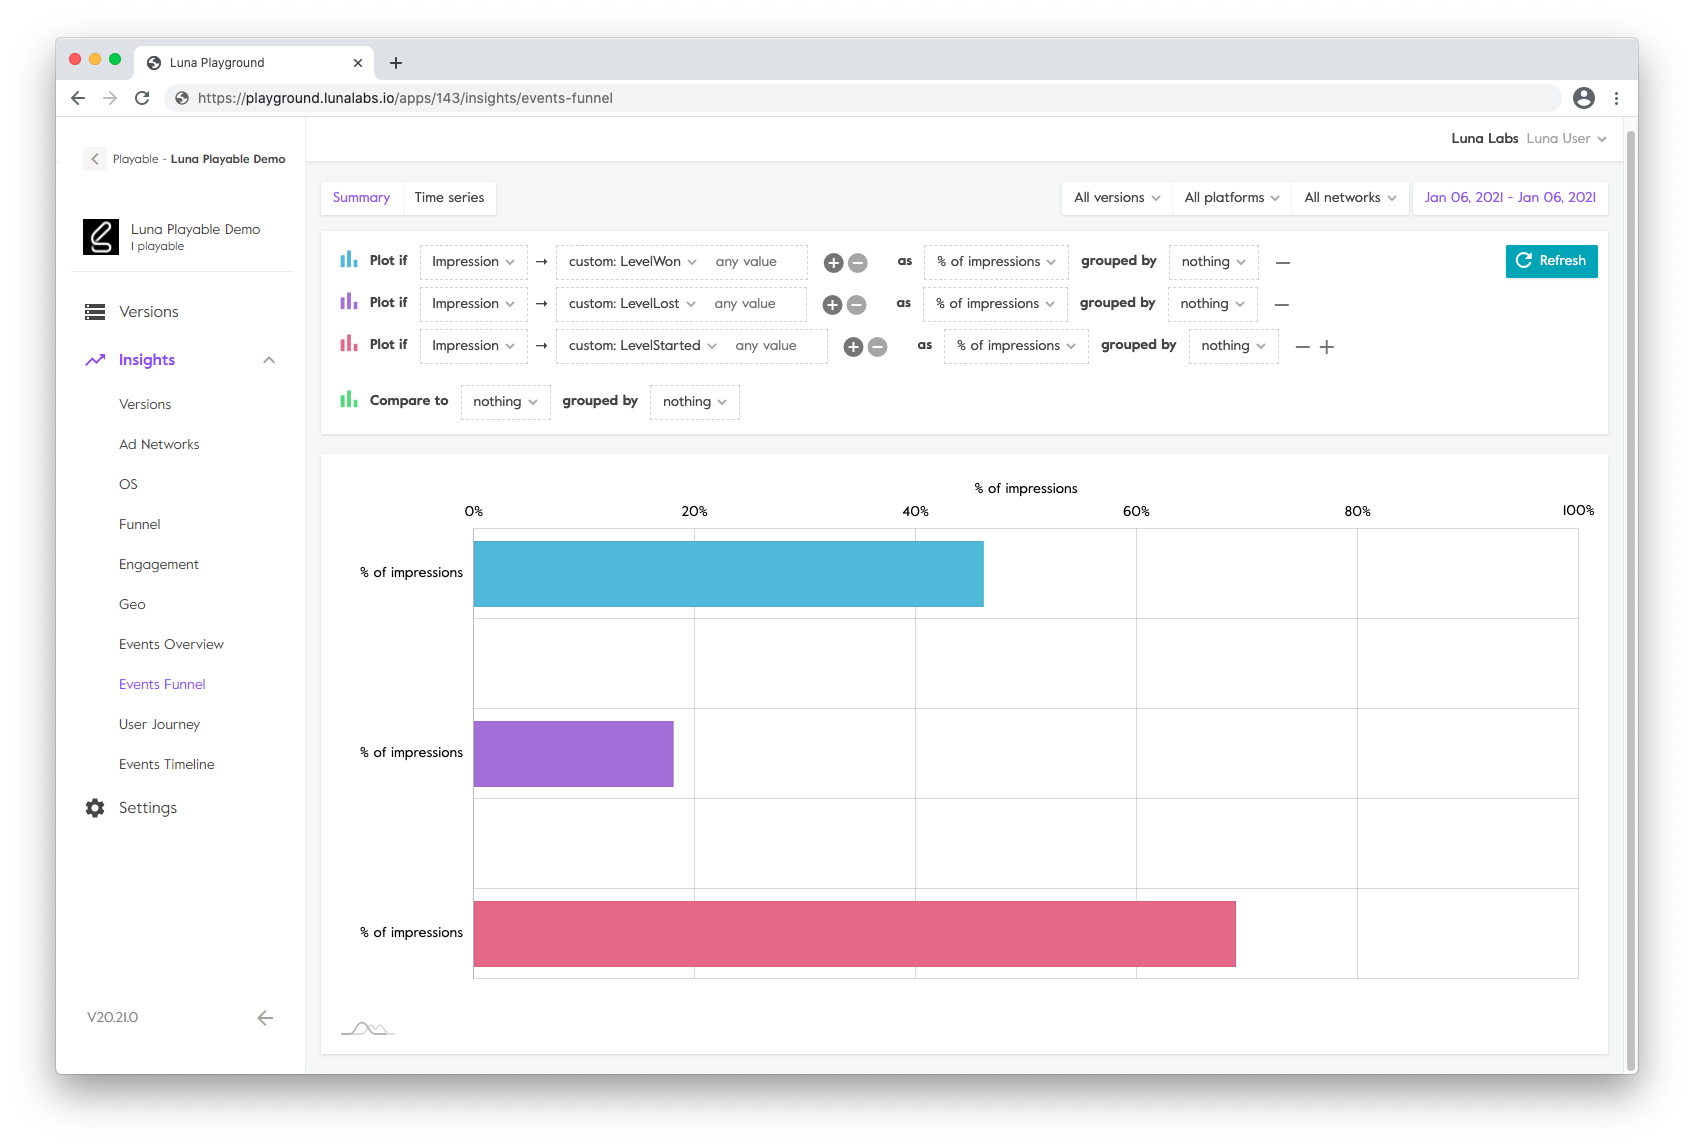 Luna Playground
https://playground.lunalabs.io/apps/143/insights/events-funnel
Luna Labs Luna User
Playable - Luna Playable Demo
Luna Playable Demo
1 playable
Versions
Insights
Versions
Ad Networks
OS
Funnel
Engagement
Geo
Events Overview
Events Funnel
User Journey
Events Timeline
Settings
V20.21.0
Summary Time series All versions All platforms All networks Jan 06, 2021 - Jan 06, 2021
Plot if Impression → custom: LevelWon any value as % of impressions grouped by nothing Refresh
Plot if Impression → custom: LevelLost any value as % of impressions grouped by nothing
Plot if Impression → custom: LevelStarted any value as % of impressions grouped by nothing
Compare to nothing grouped by nothing
% of impressions
0% 20% 40% 60% 80% 100%
% of impressions
% of impressions
% of impressions